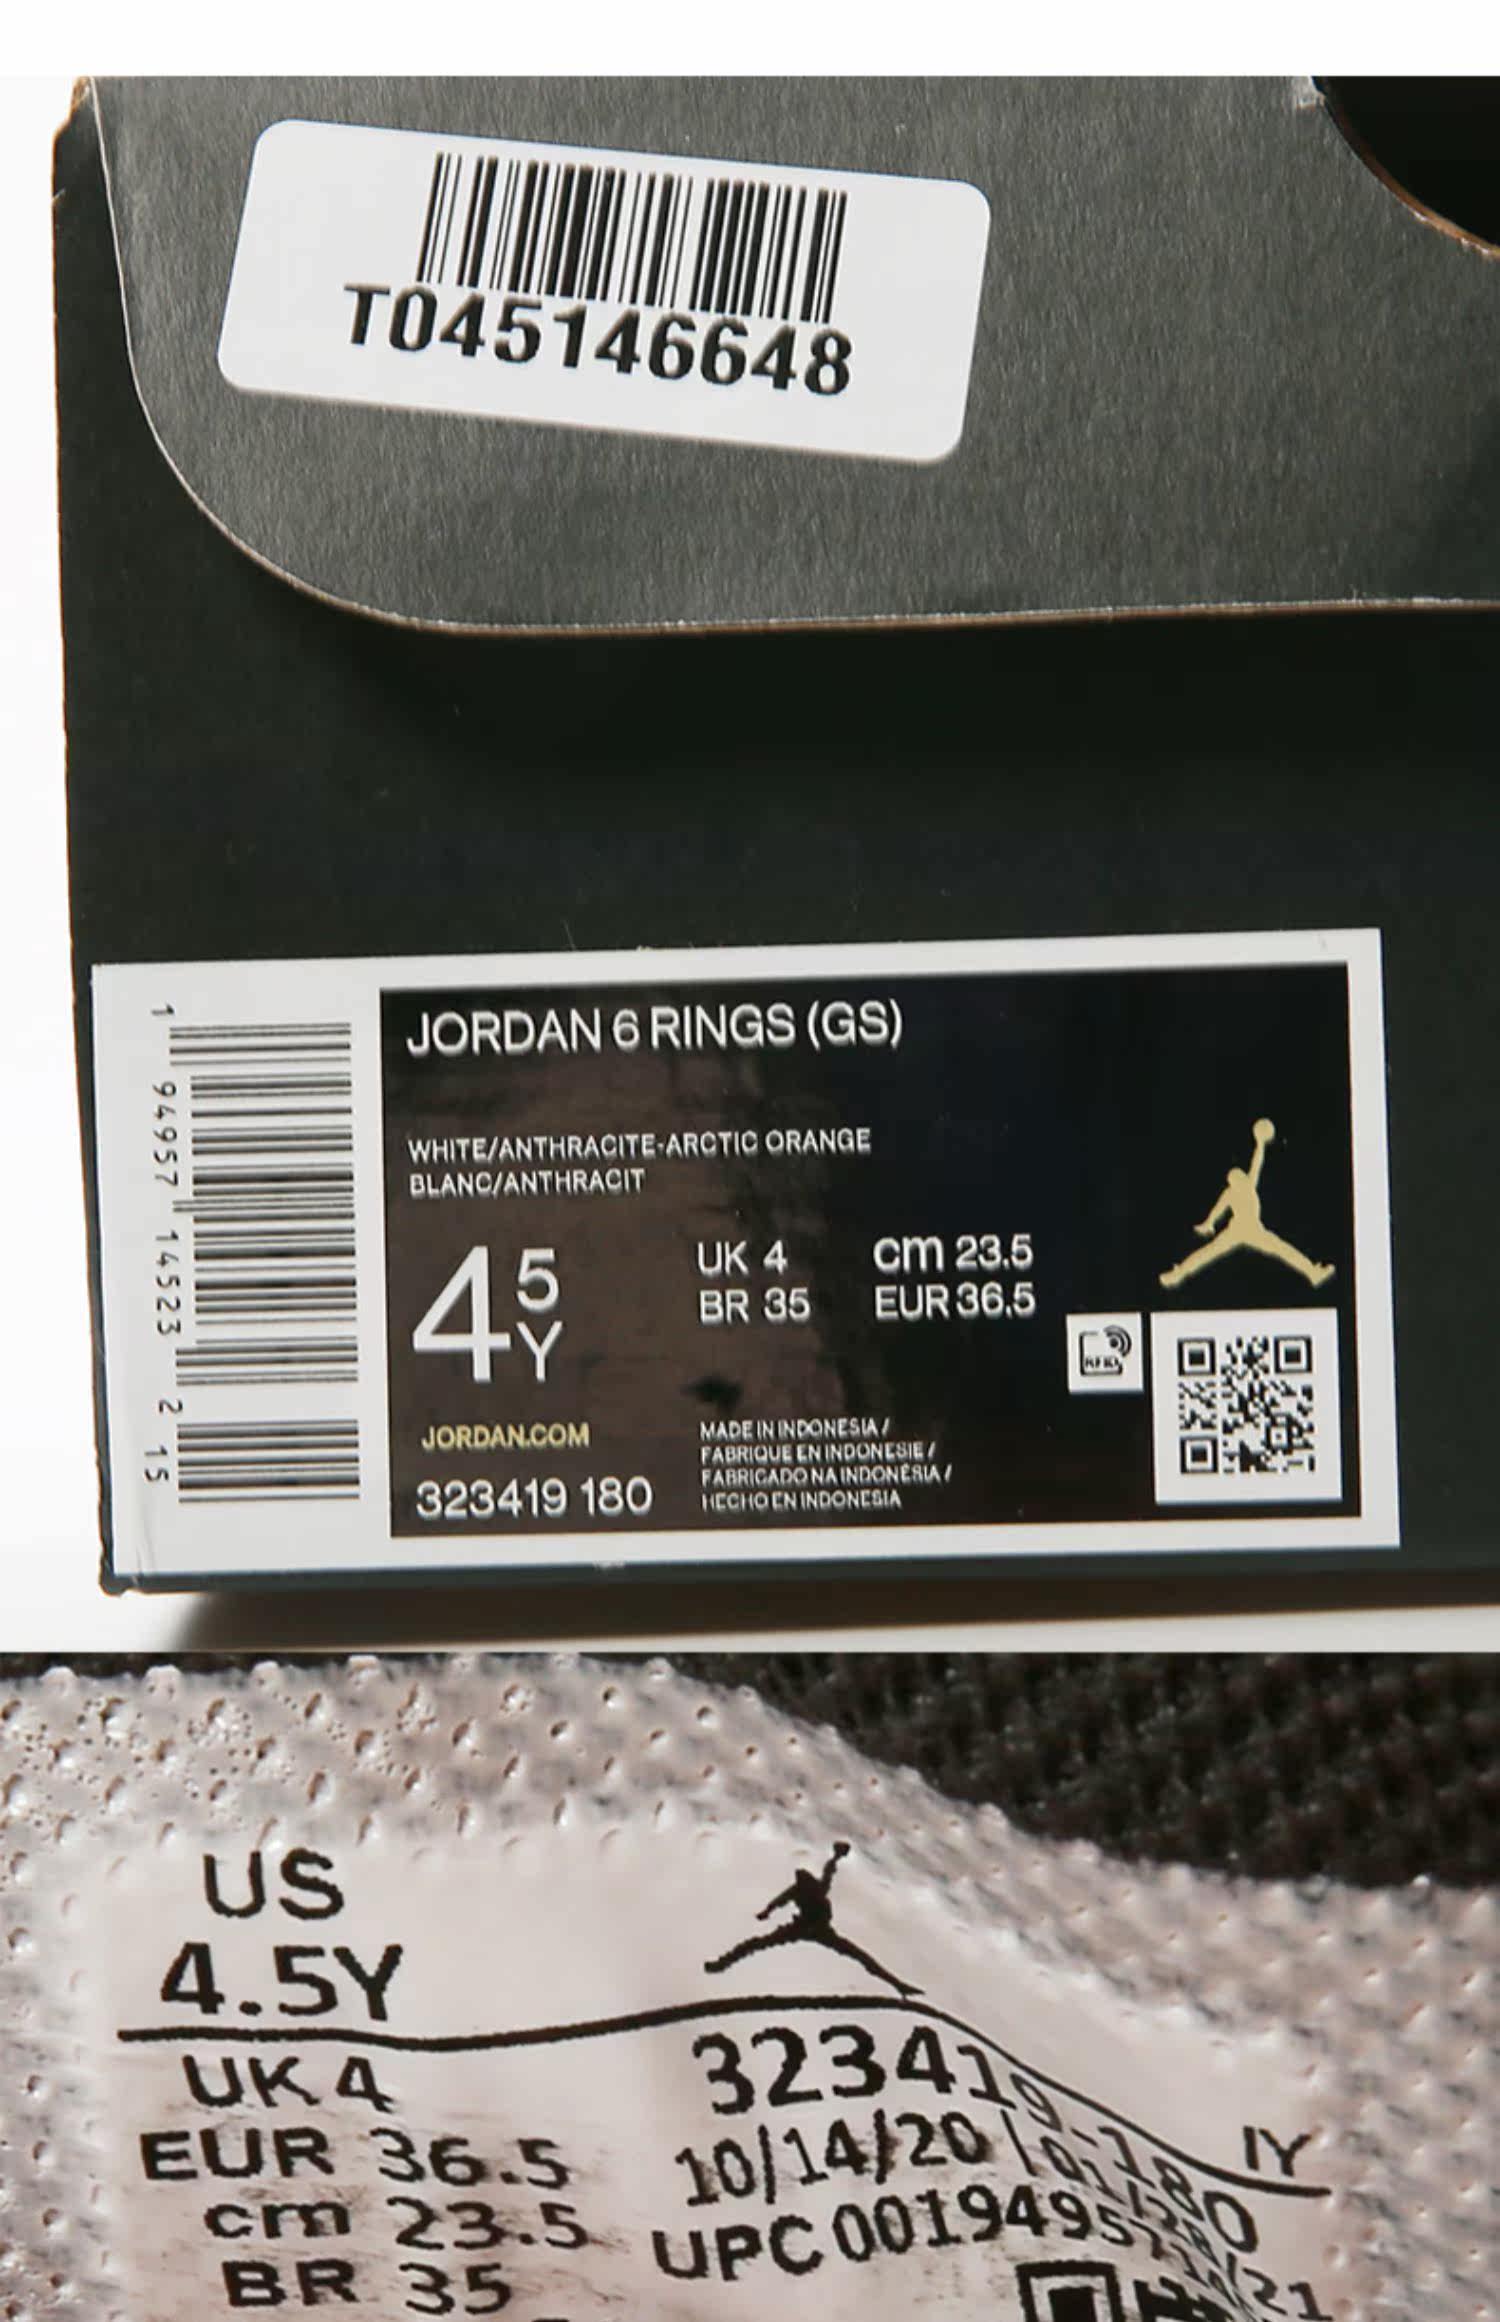 T045146648
1 94957 14523 2 15
JORDAN 6 RINGS (GS)
WHITE/ANTHRACITE-ARCTIC ORANGE
BLANC/ANTHRACIT
4 5Y
UK 4 cm 23.5
BR 35 EUR 36.5
RFID
JORDAN.COM
323419 180
MADE IN INDONESIA /
FABRIQUE EN INDONESIE /
FABRICADO NA INDONÉSIA /
HECHO EN INDONESIA
US
4.5Y
UK 4
EUR 36.5
cm 23.5
BR 35
323419-180
IY
10/14/20
UPC